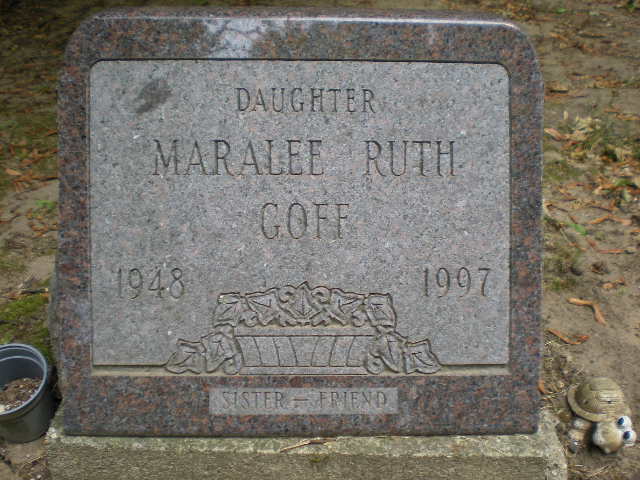 DAUGHTER
MARALEE RUTH
GOFF
1948 1997
SISTER — FRIEND